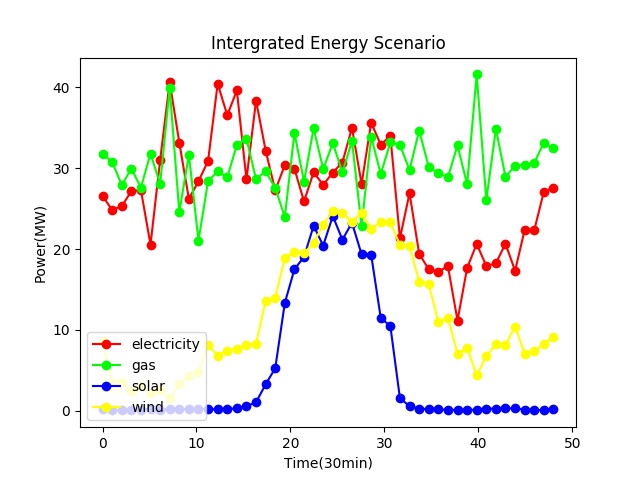 Intergrated Energy Scenario
Power(MW)
40
30
20
10
0
electricity
gas
solar
wind
0 10 20 30 40 50
Time(30min)